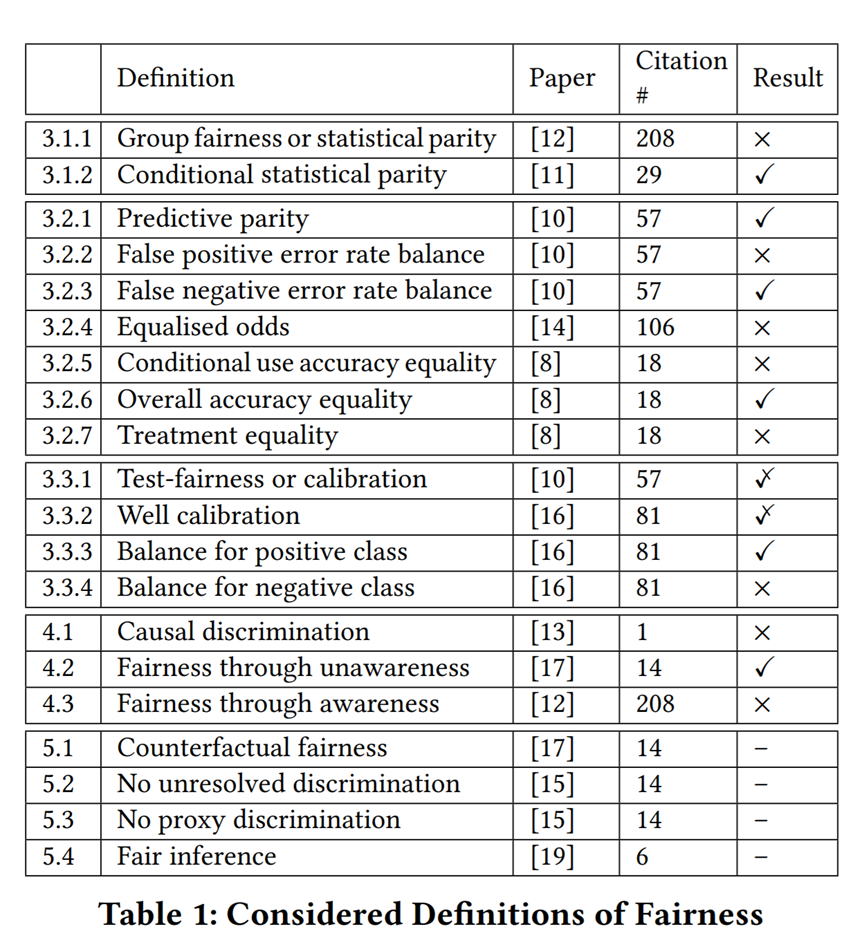 Definition Paper Citation # Result
3.1.1 Group fairness or statistical parity [12] 208 ×
3.1.2 Conditional statistical parity [11] 29 ✓
3.2.1 Predictive parity [10] 57 ✓
3.2.2 False positive error rate balance [10] 57 ×
3.2.3 False negative error rate balance [10] 57 ✓
3.2.4 Equalised odds [14] 106 ×
3.2.5 Conditional use accuracy equality [8] 18 ×
3.2.6 Overall accuracy equality [8] 18 ✓
3.2.7 Treatment equality [8] 18 ×
3.3.1 Test-fairness or calibration [10] 57 ✓̸
3.3.2 Well calibration [16] 81 ✓̸
3.3.3 Balance for positive class [16] 81 ✓
3.3.4 Balance for negative class [16] 81 ×
4.1 Causal discrimination [13] 1 ×
4.2 Fairness through unawareness [17] 14 ✓
4.3 Fairness through awareness [12] 208 ×
5.1 Counterfactual fairness [17] 14 –
5.2 No unresolved discrimination [15] 14 –
5.3 No proxy discrimination [15] 14 –
5.4 Fair inference [19] 6 –
Table 1: Considered Definitions of Fairness